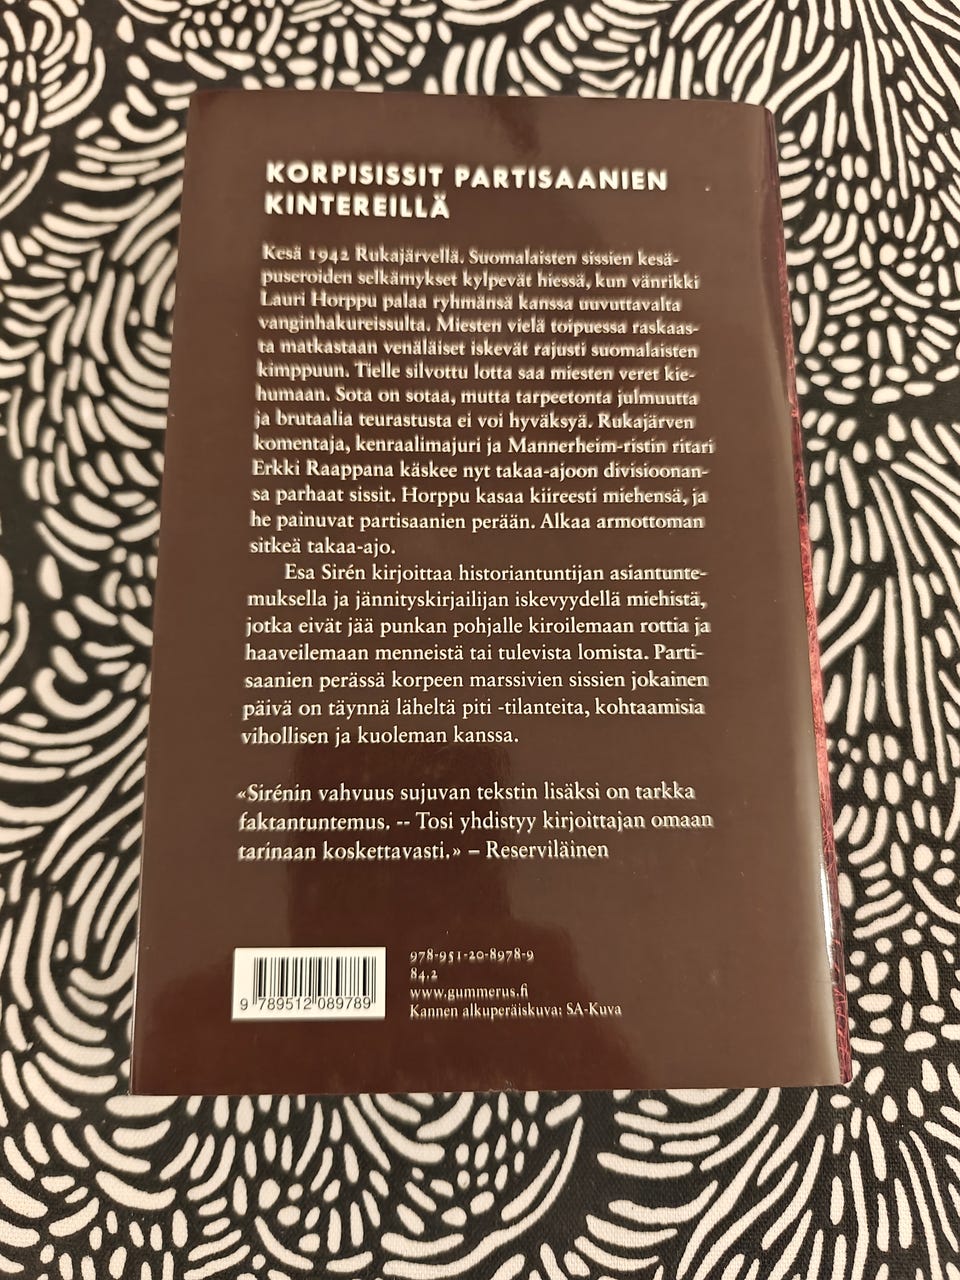 KORPISISSIT PARTISAANIEN
KINTEREILLÄ
Kesä 1942 Rukajärvellä. Suomalaisten sissien kesä-
puseroiden selkämykset kylpevät hiessä, kun vänrikki
Lauri Horppu palaa ryhmänsä kanssa uuvuttavalta
vanginhakureissulta. Miesten vielä toipuessa raskaas-
ta matkastaan venäläiset iskevät rajusti suomalaisten
kimppuun. Tielle silvottu lotta saa miesten veret kie-
humaan. Sota on sotaa, mutta tarpeetonta julmuutta
ja brutaalia teurastusta ei voi hyväksyä. Rukajärven
komentaja, kenraalimajuri ja Mannerheim-ristin ritari
Erkki Raappana käskee nyt takaa-ajoon divisioonan-
sa parhaat sissit. Horppu kasaa kiireesti miehensä, ja
he painuvat partisaanien perään. Alkaa armottoman
sitkeä takaa-ajo.
Esa Sirén kirjoittaa historiantuntijan asiantunte-
muksella ja jännityskirjailijan iskevyydellä miehistä,
jotka eivät jää punkan pohjalle kiroilemaan rottia ja
haaveilemaan menneistä tai tulevista lomista. Parti-
saanien perässä korpeen marssivien sissien jokainen
päivä on täynnä läheltä piti -tilanteita, kohtaamisia
vihollisen ja kuoleman kanssa.
«Sirénin vahvuus sujuvan tekstin lisäksi on tarkka
faktantuntemus. -- Tosi yhdistyy kirjoittajan omaan
tarinaan koskettavasti.» – Reserviläinen
978-951-20-8978-9
84.2
www.gummerus.fi
Kannen alkuperäiskuva: SA-Kuva
9 789512 089789